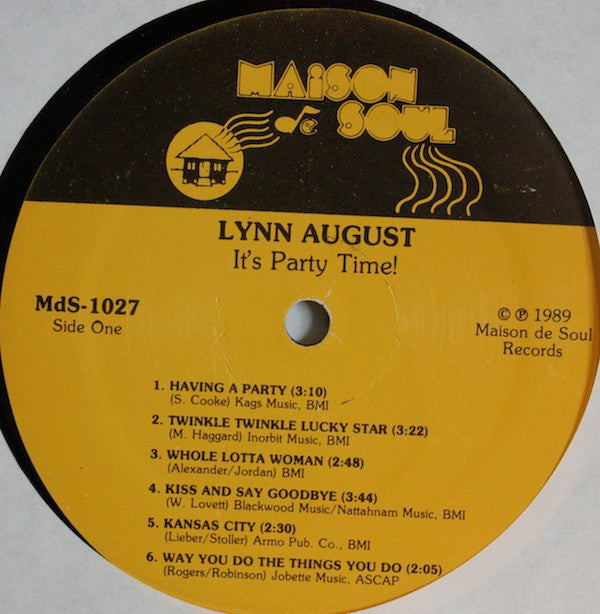 MAISON
de SOUL
LYNN AUGUST
It's Party Time!
MdS-1027
Side One
© ℗ 1989
Maison de Soul
Records
1. HAVING A PARTY (3:10)
(S. Cooke) Kags Music, BMI
2. TWINKLE TWINKLE LUCKY STAR (3:22)
(M. Haggard) Inorbit Music, BMI
3. WHOLE LOTTA WOMAN (2:48)
(Alexander/Jordan) BMI
4. KISS AND SAY GOODBYE (3:44)
(W. Lovett) Blackwood Music/Nattahnam Music, BMI
5. KANSAS CITY (2:30)
(Lieber/Stoller) Armo Pub. Co., BMI
6. WAY YOU DO THE THINGS YOU DO (2:05)
(Rogers/Robinson) Jobette Music, ASCAP